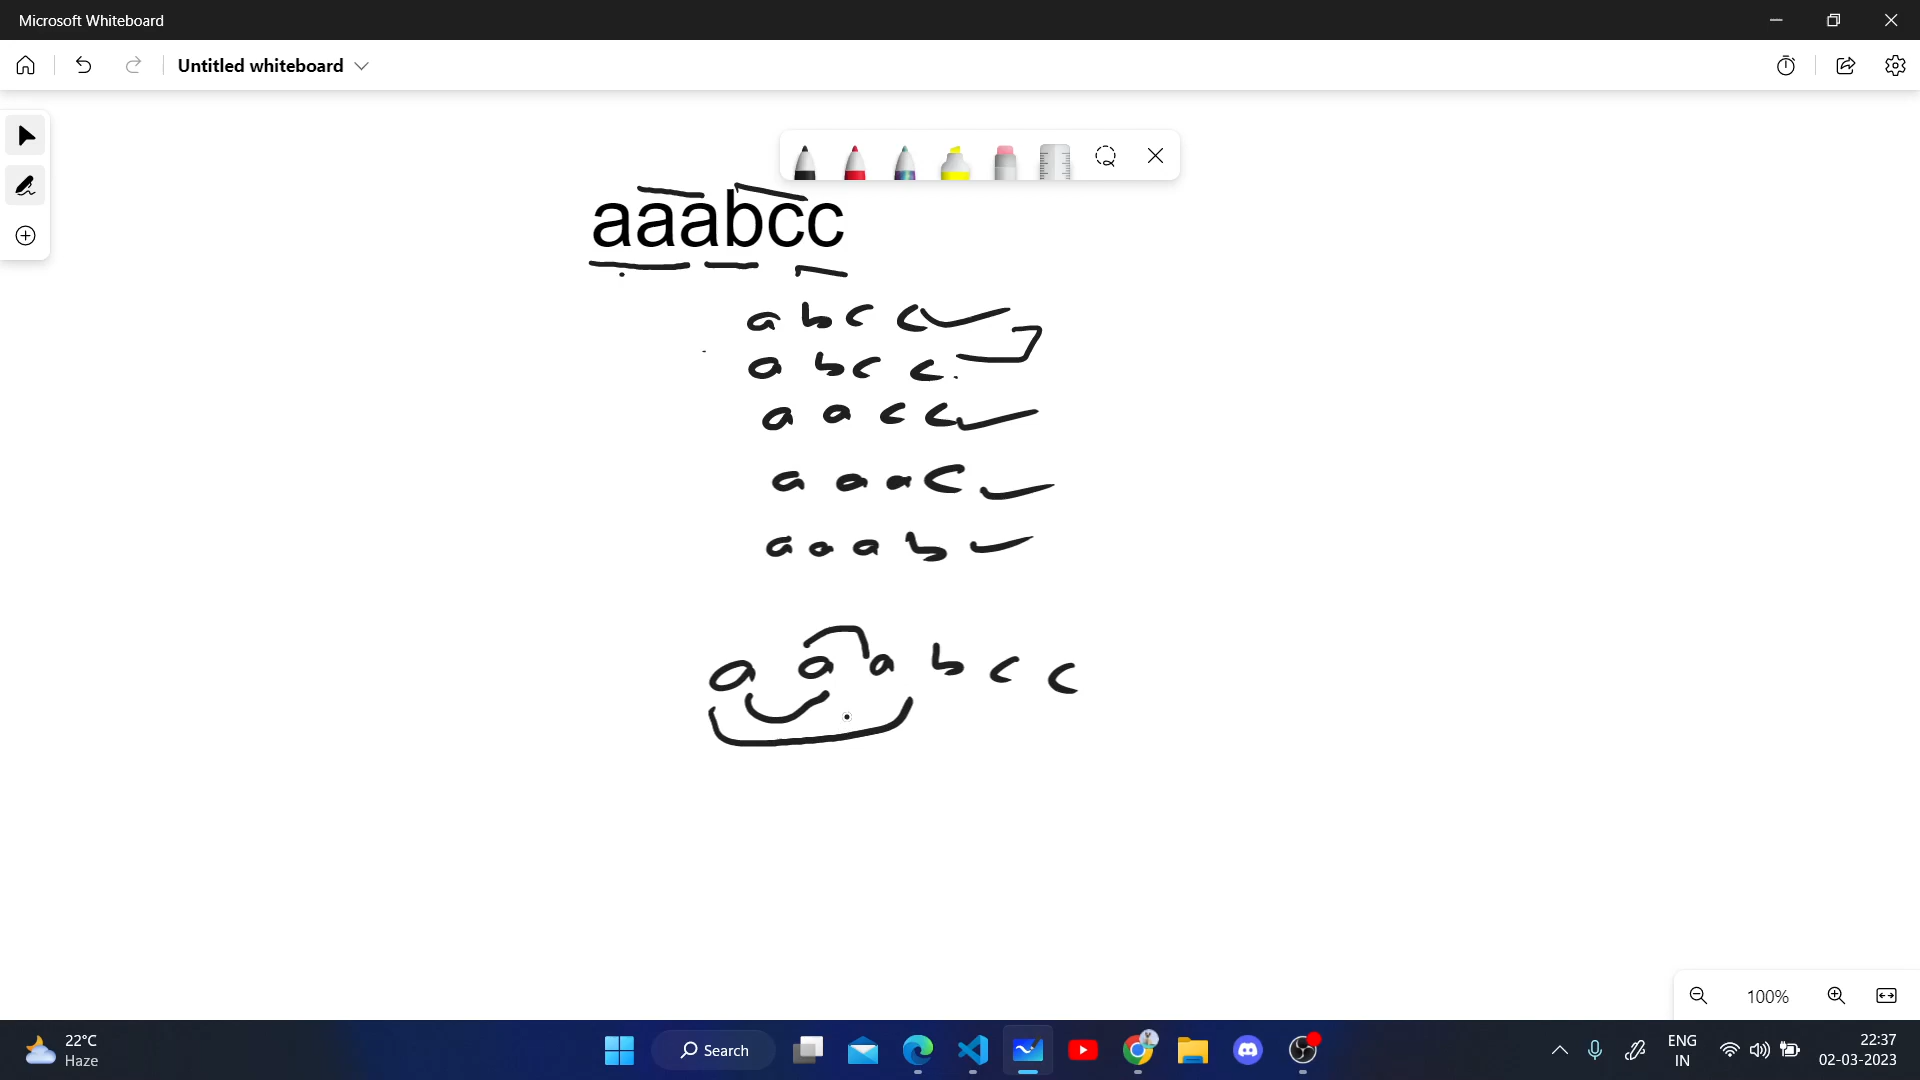 Microsoft Whiteboard
Untitled whiteboard
aaabcc
a b c c
a b c c.
a a c c
a a a c
a a a b
a a a b c c
100%
22°C
Haze
Search
ENG
IN
22:37
02-03-2023